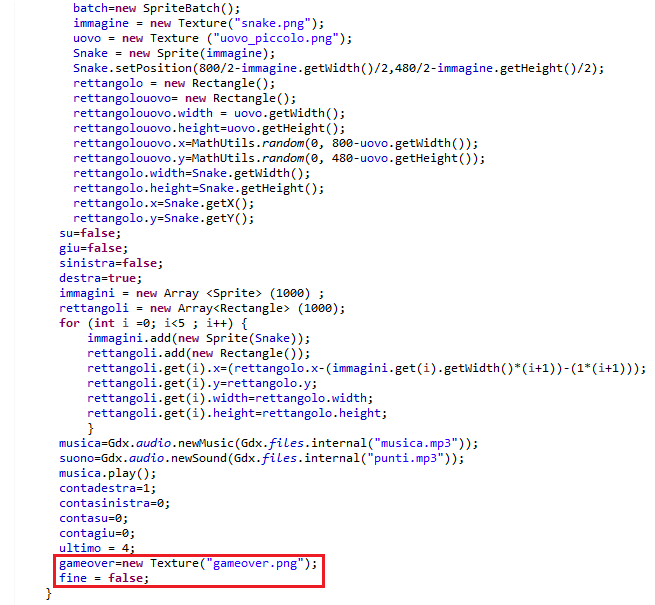 batch=new SpriteBatch();
immagine = new Texture("snake.png");
uovo = new Texture ("uovo_piccolo.png");
Snake = new Sprite(immagine);
Snake.setPosition(800/2-immagine.getWidth()/2,480/2-immagine.getHeight()/2);
rettangolo = new Rectangle();
rettangolouovo= new Rectangle();
rettangolouovo.width = uovo.getWidth();
rettangolouovo.height=uovo.getHeight();
rettangolouovo.x=MathUtils.random(0, 800-uovo.getWidth());
rettangolouovo.y=MathUtils.random(0, 480-uovo.getHeight());
rettangolo.width=Snake.getWidth();
rettangolo.height=Snake.getHeight();
rettangolo.x=Snake.getX();
rettangolo.y=Snake.getY();
su=false;
giu=false;
sinistra=false;
destra=true;
immagini = new Array <Sprite> (1000) ;
rettangoli = new Array<Rectangle> (1000);
for (int i =0; i<5 ; i++) {
immagini.add(new Sprite(Snake));
rettangoli.add(new Rectangle());
rettangoli.get(i).x=(rettangolo.x-(immagini.get(i).getWidth()*(i+1))-(1*(i+1)));
rettangoli.get(i).y=rettangolo.y;
rettangoli.get(i).width=rettangolo.width;
rettangoli.get(i).height=rettangolo.height;
}
musica=Gdx.audio.newMusic(Gdx.files.internal("musica.mp3"));
suono=Gdx.audio.newSound(Gdx.files.internal("punti.mp3"));
musica.play();
contadestra=1;
contasinistra=0;
contasu=0;
contagiu=0;
ultimo = 4;
gameover=new Texture("gameover.png");
fine = false;
}